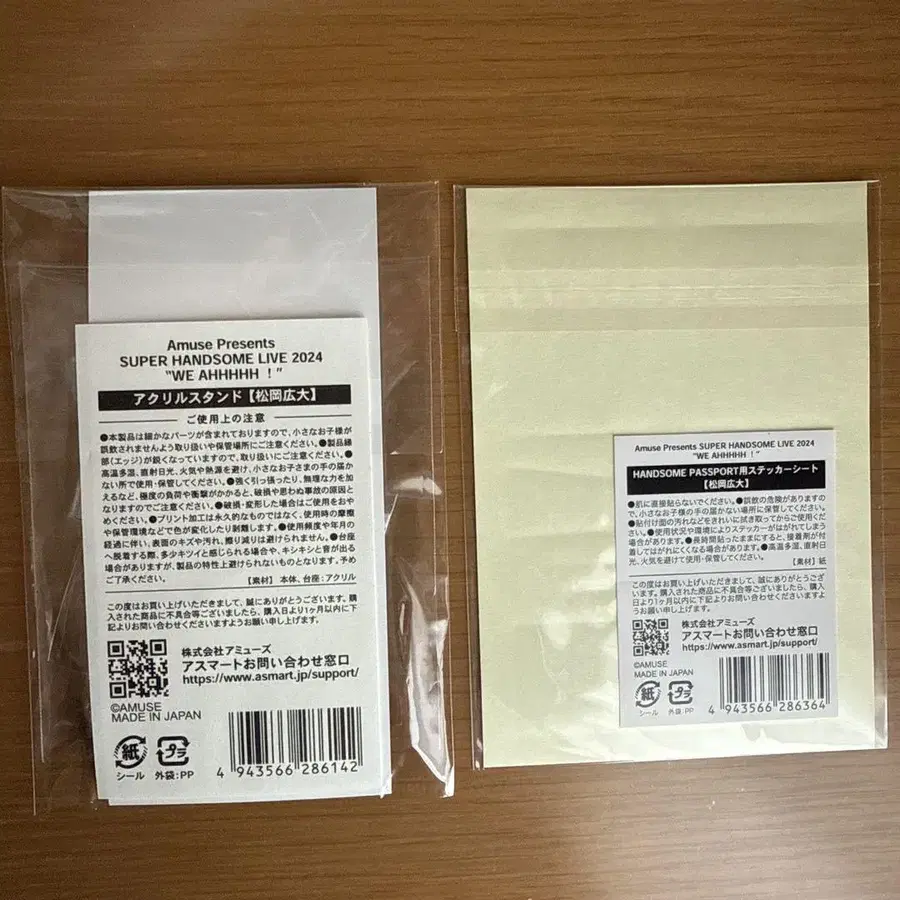 Amuse Presents
SUPER HANDSOME LIVE 2024
"WE AHHHHH ！"
アクリルスタンド【松岡広大】
ご使用上の注意
●本製品は細かなパーツが含まれておりますので、小さなお子様が
誤飲されませんよう取り扱いや保管場所にご注意ください。●製品縁
部(エッジ)が鋭くなっていますので、取り扱いにご注意ください。●
高温多湿、直射日光、火気や熱源を避け、小さなお子さまの手の届か
ない所で使用・保管してください。●強く引っ張ったり、無理な力を加
えるなど、極度の負荷や衝撃がかかると、破損や思わぬ事故の原因と
なりますのでご注意ください。●破損・変形した場合はご使用をおや
めください。●プリント加工は永久的なものではなく、使用時の摩擦
や保管環境などで色が変化したり剥離します。●使用頻度や年月の
経過に伴い、表面のキズや汚れ、擦り減りは避けられません。●台座
へ脱着する際、多少キツイと感じられる場合や、キシキシと音が出る
場合がありますが、製品の特性上避けられないものとなります。予め
ご了承ください。
【素材】 本体、台座：アクリル
この度はお買い上げいただきまして、誠にありがとうございます。購
入された商品に不具合等ございましたら、購入日より1ヶ月以内に下
記よりお問い合わせくださいますようお願い申し上げます。
株式会社アミューズ
アスマートお問い合わせ窓口
https://www.asmart.jp/support/
©AMUSE
MADE IN JAPAN
紙
シール
プラ
外袋:PP
4 943566 286142
Amuse Presents SUPER HANDSOME LIVE 2024
"WE AHHHHH ！"
HANDSOME PASSPORT用ステッカーシート
【松岡広大】
●肌に直接貼らないでください。●誤飲の危険がありますの
で、小さなお子様の手の届かない場所に保管してください。
●貼付け面の汚れなどをきれいに拭き取ってからご使用くださ
い。●使用状況や環境によりステッカーがはがれてしまう
場合があります。●長時間貼ったままにすると、接着剤が付
着してはがれにくくなる場合があります。●高温多湿、直射日
光、火気を避けて使用・保管してください。
【素材】紙
この度はお買い上げいただきまして、誠にありがとうござ
います。購入された商品に不具合等ございましたら、購入
日より1ヶ月以内に下記よりお問い合わせくださいますよ
うお願い申し上げます。
株式会社アミューズ
アスマートお問い合わせ窓口
https://www.asmart.jp/support/
©AMUSE
MADE IN JAPAN
紙
シール
プラ
外袋:PP
4 943566 286364